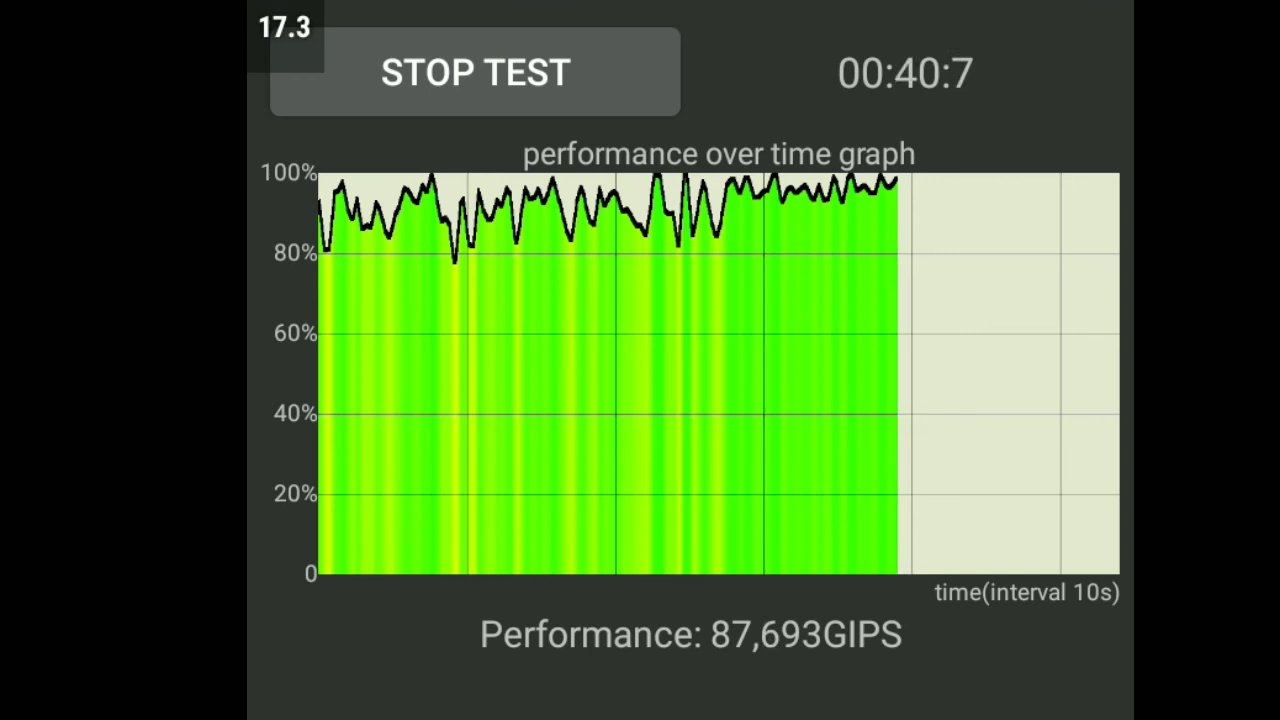 17.3
STOP TEST
00:40:7
performance over time graph
100%
80%
60%
40%
20%
0
time(interval 10s)
Performance: 87,693GIPS